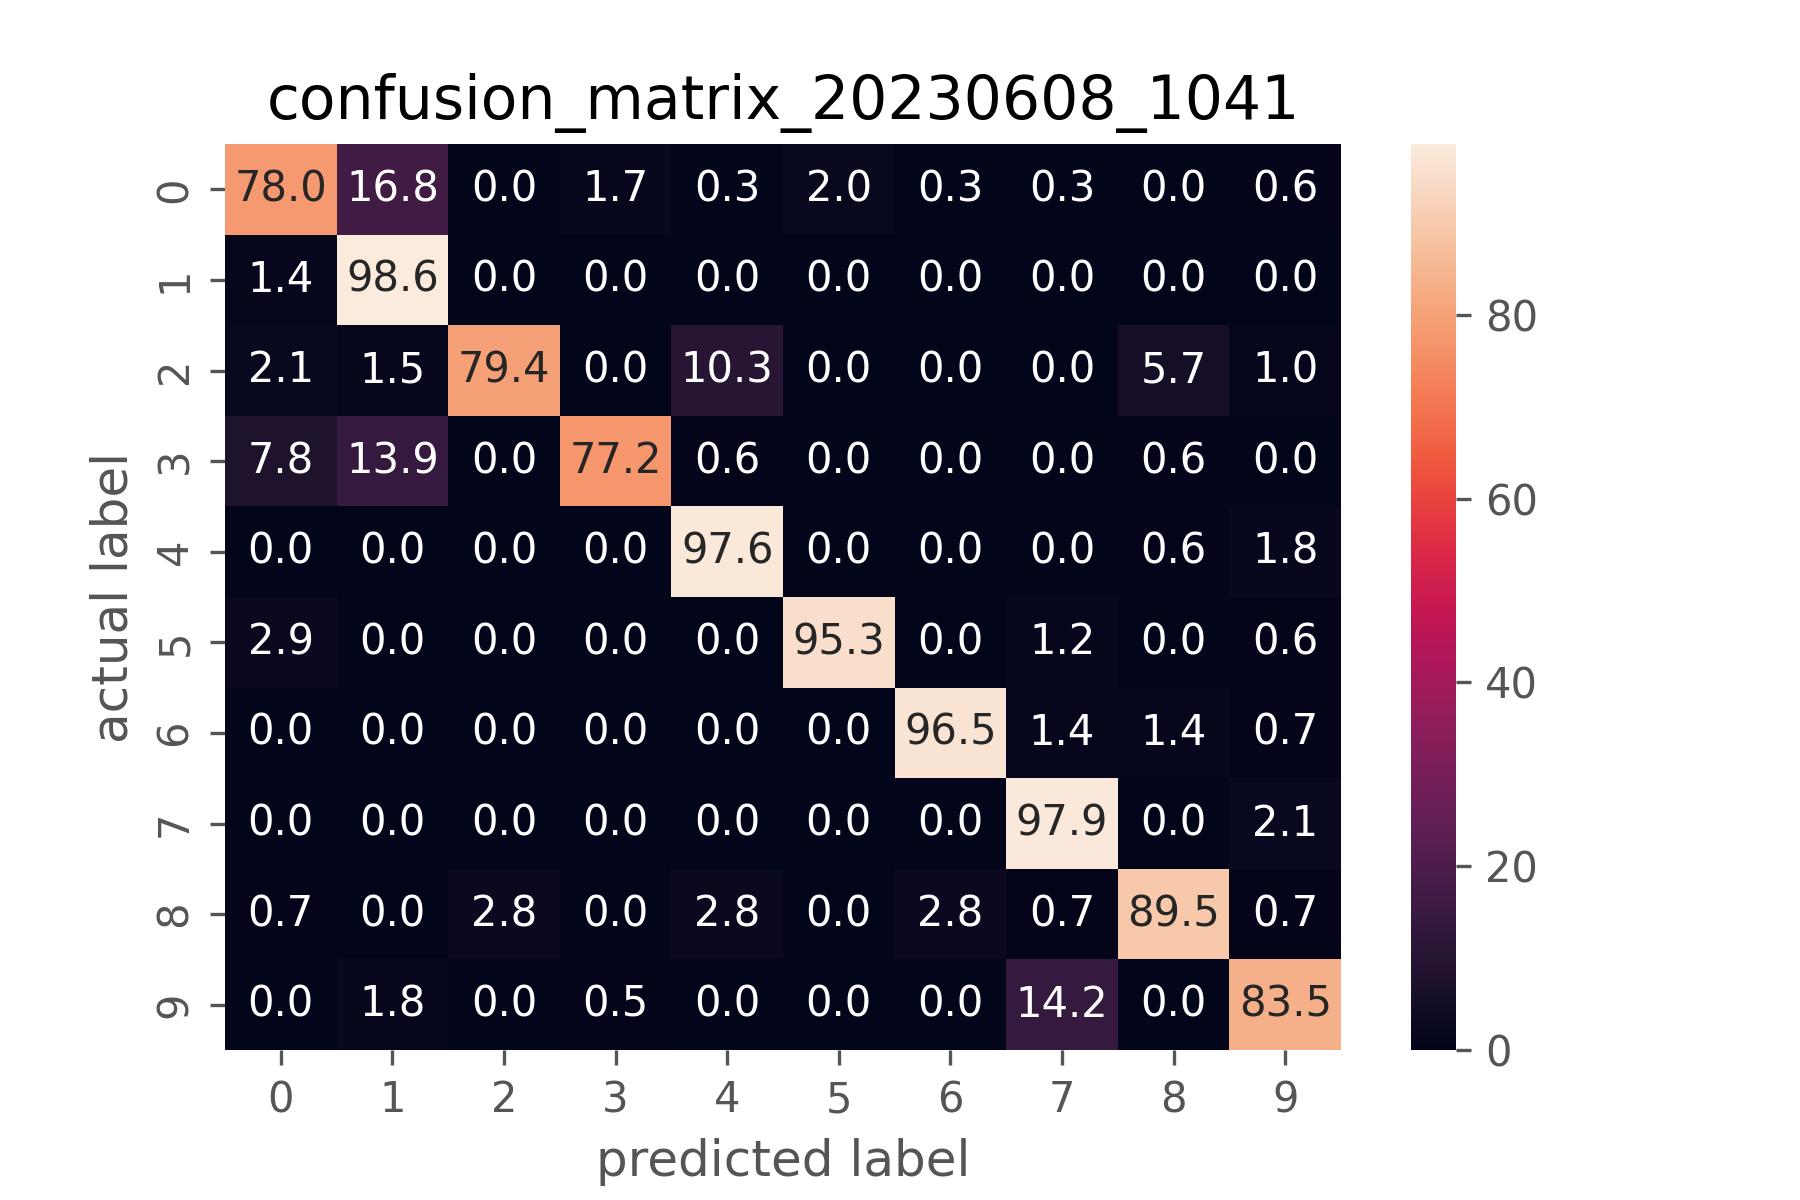 confusion_matrix_20230608_1041
0 78.0 16.8 0.0 1.7 0.3 2.0 0.3 0.3 0.0 0.6
1 1.4 98.6 0.0 0.0 0.0 0.0 0.0 0.0 0.0 0.0
2 2.1 1.5 79.4 0.0 10.3 0.0 0.0 0.0 5.7 1.0
3 7.8 13.9 0.0 77.2 0.6 0.0 0.0 0.0 0.6 0.0
4 0.0 0.0 0.0 0.0 97.6 0.0 0.0 0.0 0.6 1.8
5 2.9 0.0 0.0 0.0 0.0 95.3 0.0 1.2 0.0 0.6
6 0.0 0.0 0.0 0.0 0.0 0.0 96.5 1.4 1.4 0.7
7 0.0 0.0 0.0 0.0 0.0 0.0 0.0 97.9 0.0 2.1
8 0.7 0.0 2.8 0.0 2.8 0.0 2.8 0.7 89.5 0.7
9 0.0 1.8 0.0 0.5 0.0 0.0 0.0 14.2 0.0 83.5
0 1 2 3 4 5 6 7 8 9
predicted label
actual label
80
60
40
20
0